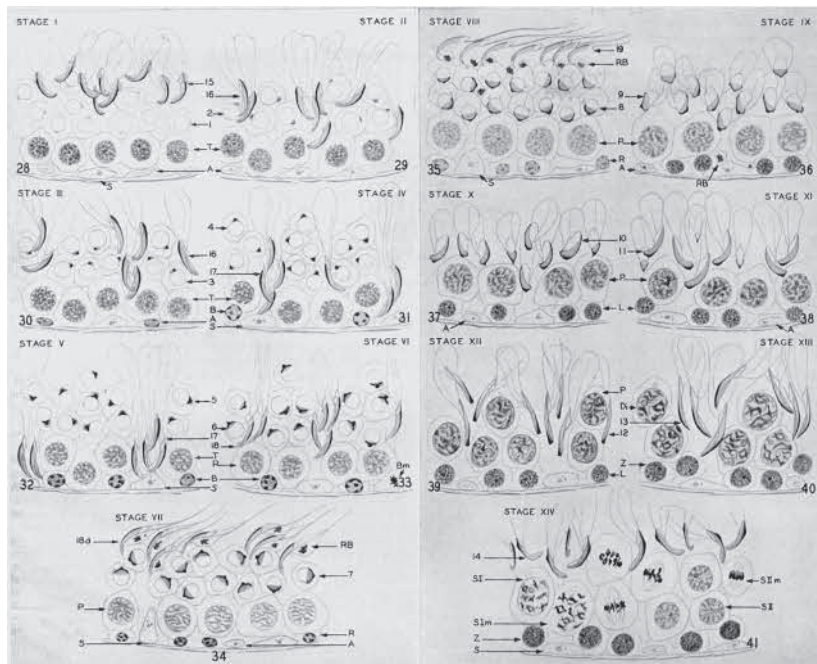 STAGE I STAGE II
15
16
2
1
T
A
S
28 29
STAGE III STAGE IV
4
16
17
3
T
B
A
S
30 31
STAGE V STAGE VI
5
6
17
18
T
R
Bm
B
S
32 33
STAGE VII
18a RB
7
P
R
S A
34
STAGE VIII STAGE IX
19
RB
9
8
P
R
A
S RB
35 36
STAGE X STAGE XI
10
11
P
L
37 38
A A
STAGE XII STAGE XIII
P
Di
13
12
Z
L
39 40
STAGE XIV
14
SI SIIm
SIm SII
Z
S
41